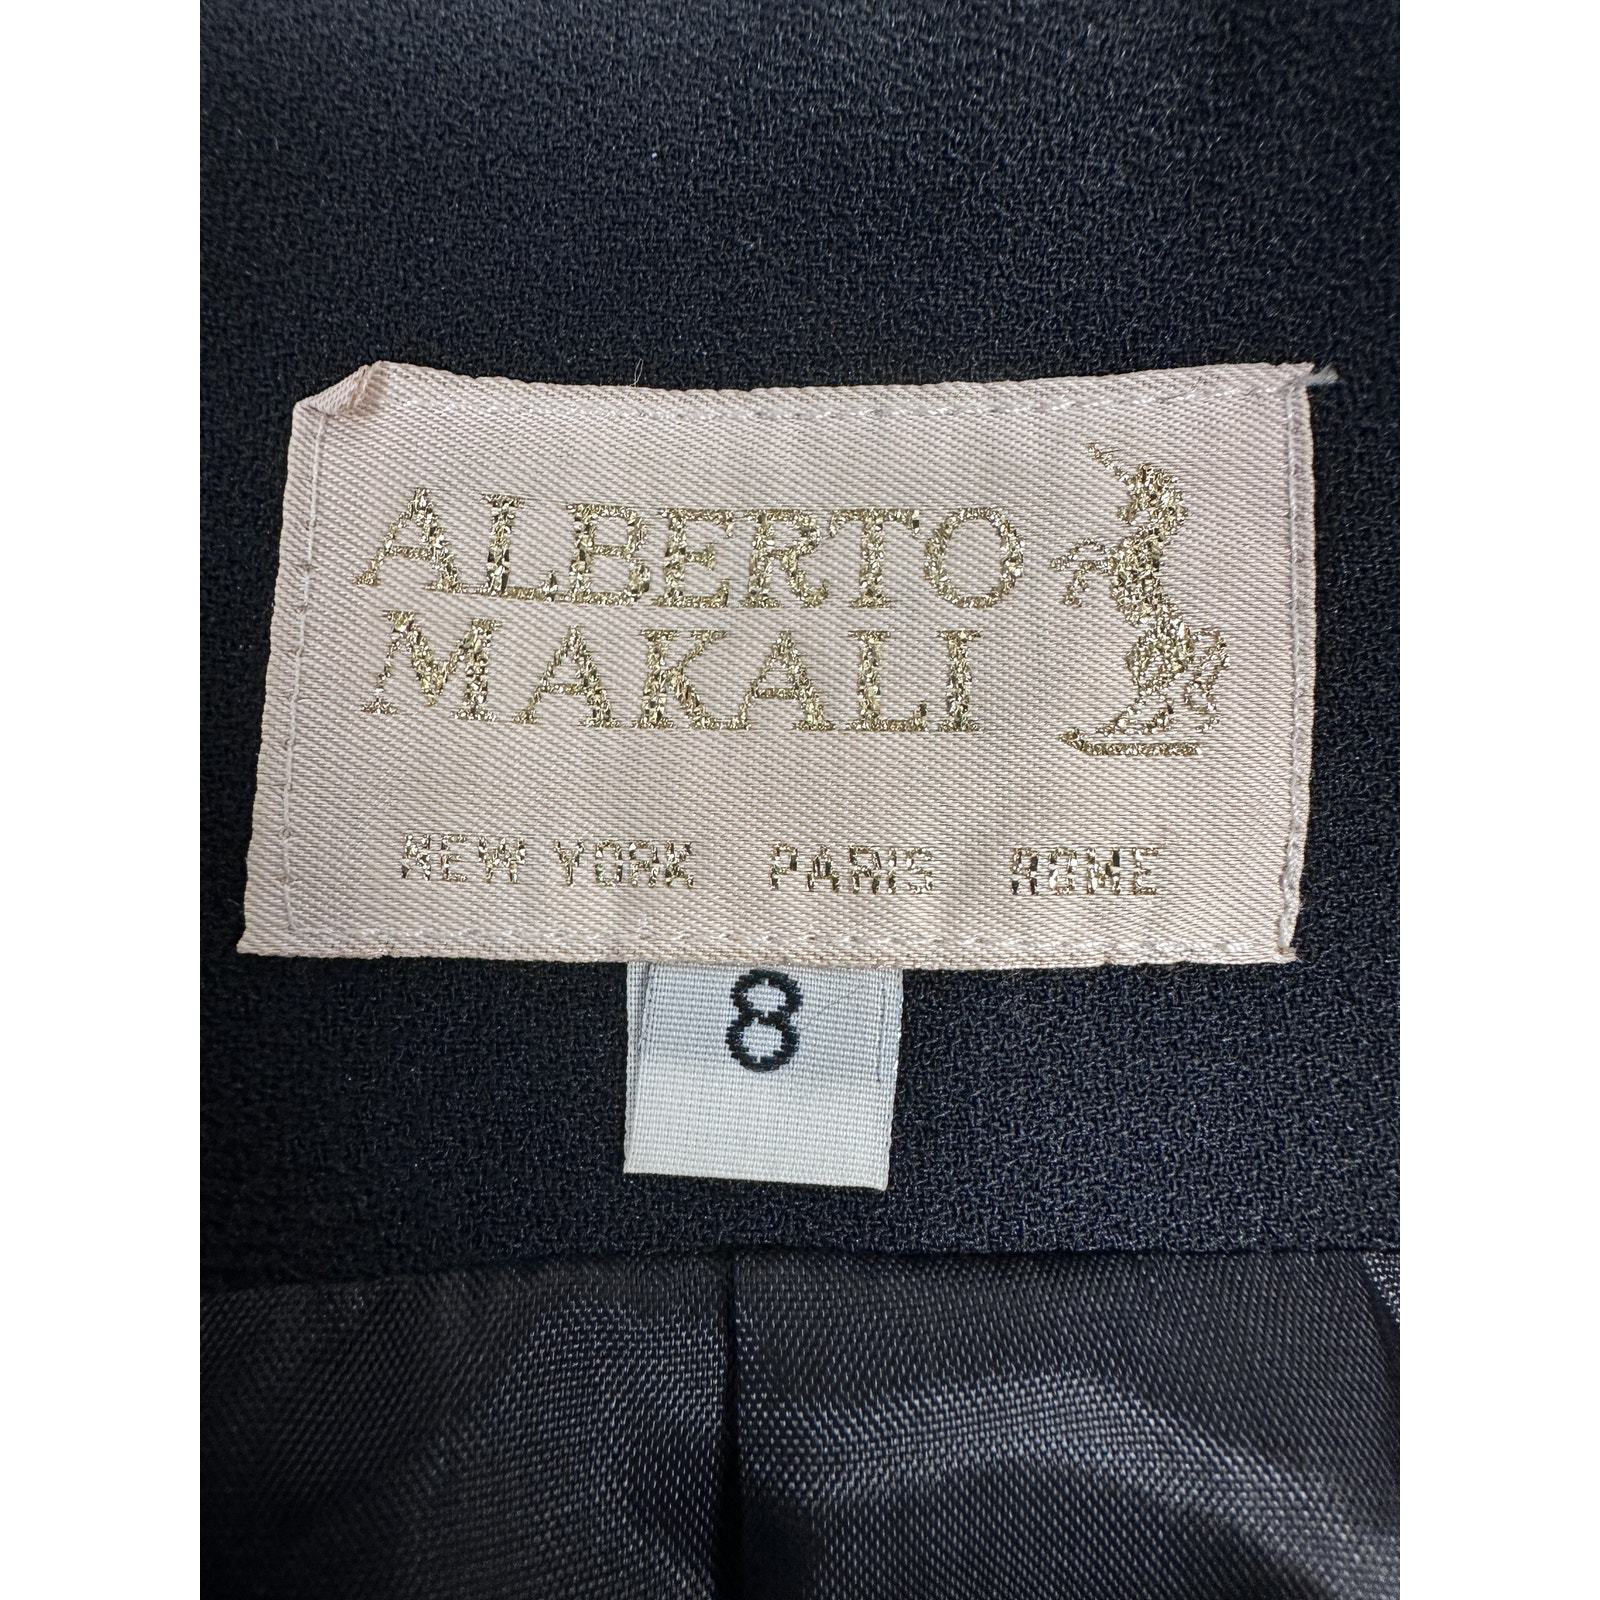 ALBERTO
MAKALI
NEW YORK PARIS ROME
8